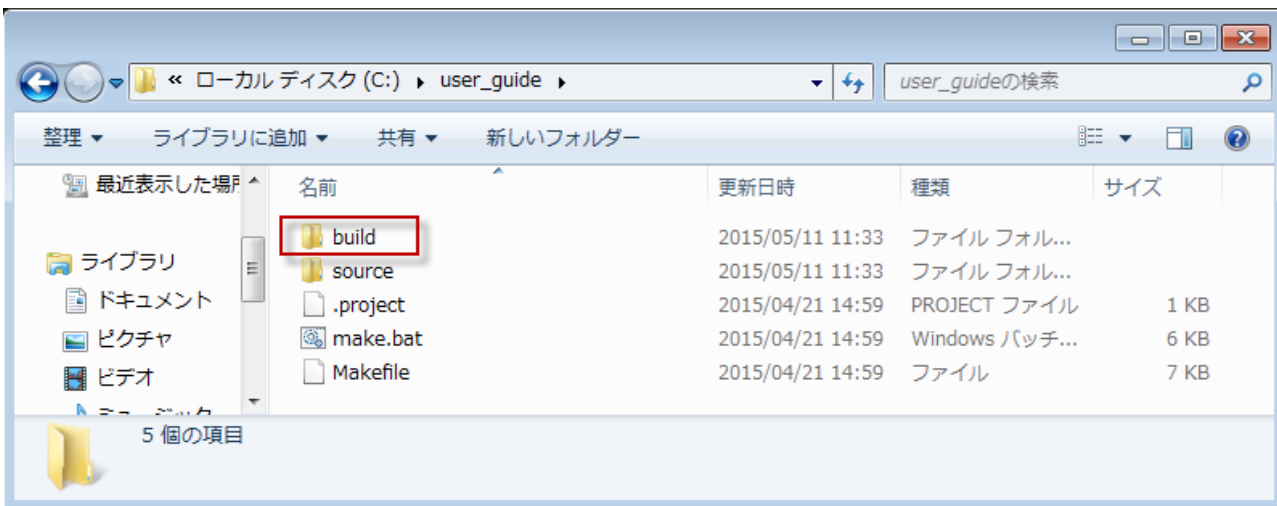 « ローカル ディスク (C:) ▸ user_guide ▸ user_guideの検索
整理 ▼ ライブラリに追加 ▼ 共有 ▼ 新しいフォルダー
最近表示した場所
名前 更新日時 種類 サイズ
build 2015/05/11 11:33 ファイル フォル...
ライブラリ
source 2015/05/11 11:33 ファイル フォル...
ドキュメント
.project 2015/04/21 14:59 PROJECT ファイル 1 KB
ピクチャ
make.bat 2015/04/21 14:59 Windows バッチ... 6 KB
ビデオ
Makefile 2015/04/21 14:59 ファイル 7 KB
ミュージック
5 個の項目